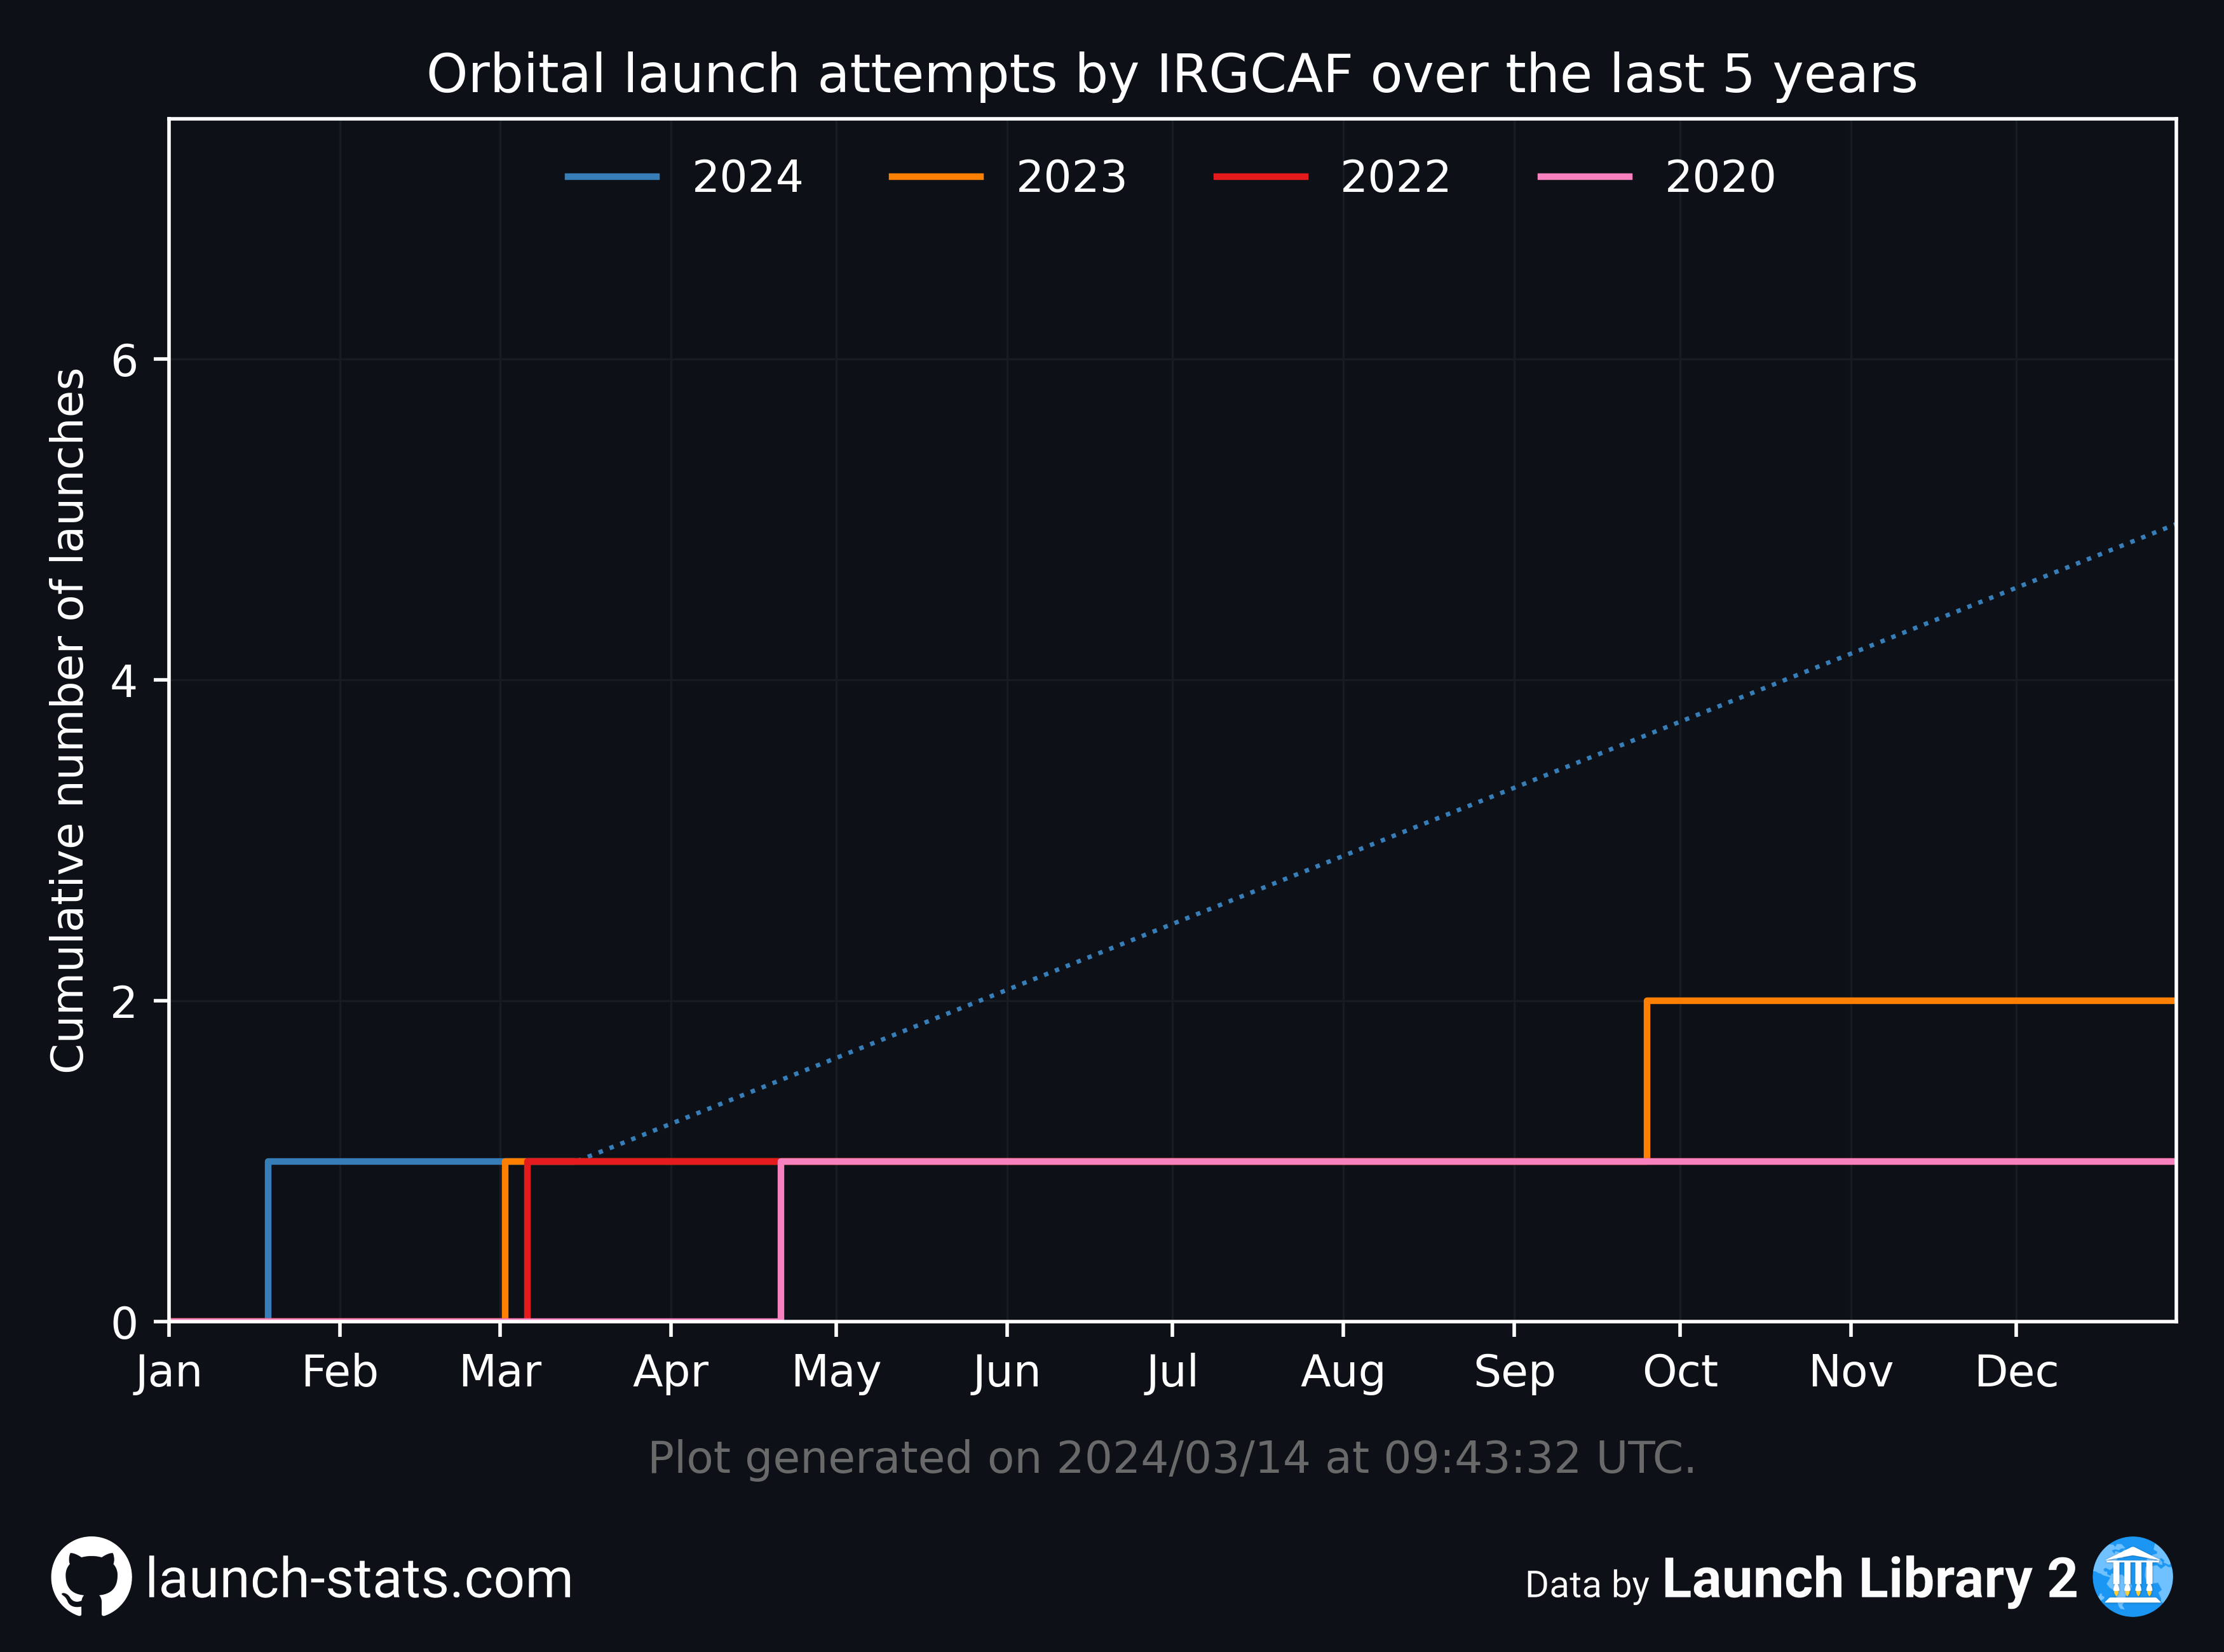 Orbital launch attempts by IRGCAF over the last 5 years
2024 2023 2022 2020
Cumulative number of launches
6
4
2
0
Jan Feb Mar Apr May Jun Jul Aug Sep Oct Nov Dec
Plot generated on 2024/03/14 at 09:43:32 UTC.
launch-stats.com
Data by Launch Library 2